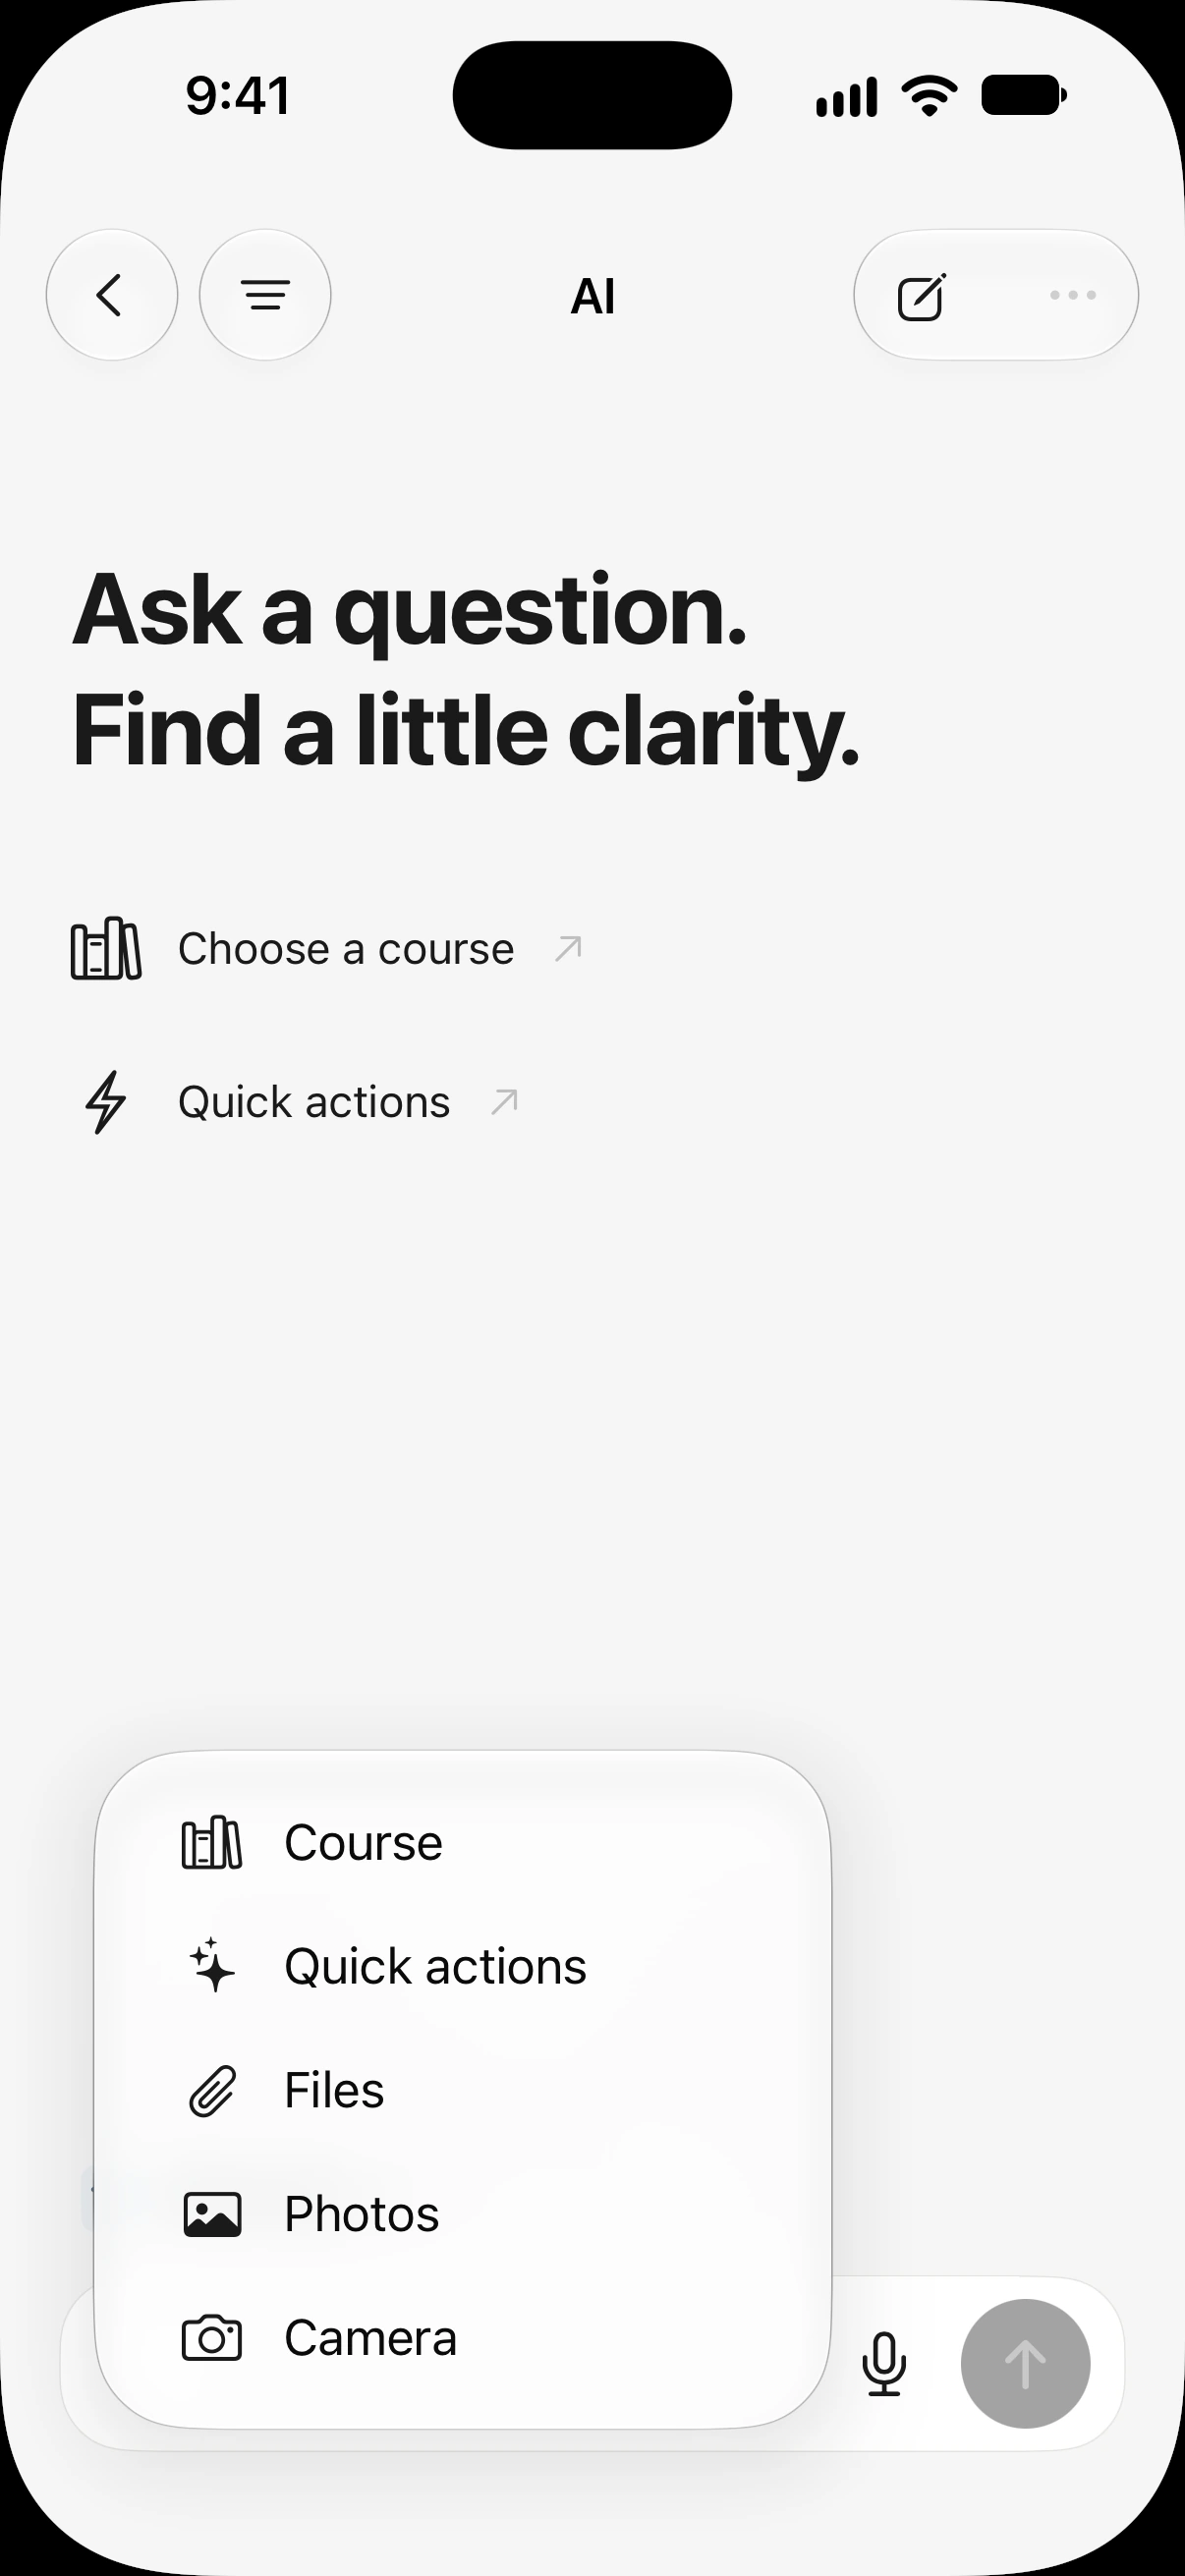 9:41
AI
Ask a question.
Find a little clarity.
Choose a course
Quick actions
Course
Quick actions
Files
Photos
Camera